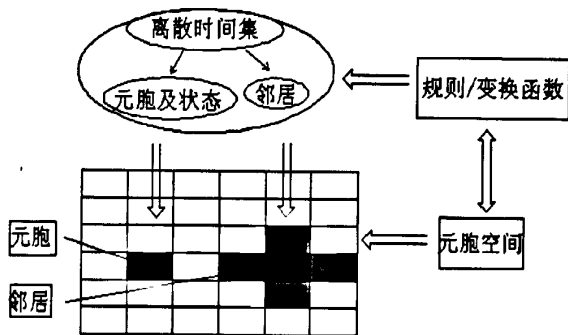 离散时间集
元胞及状态
邻居
规则/变换函数
元胞
元胞空间
邻居